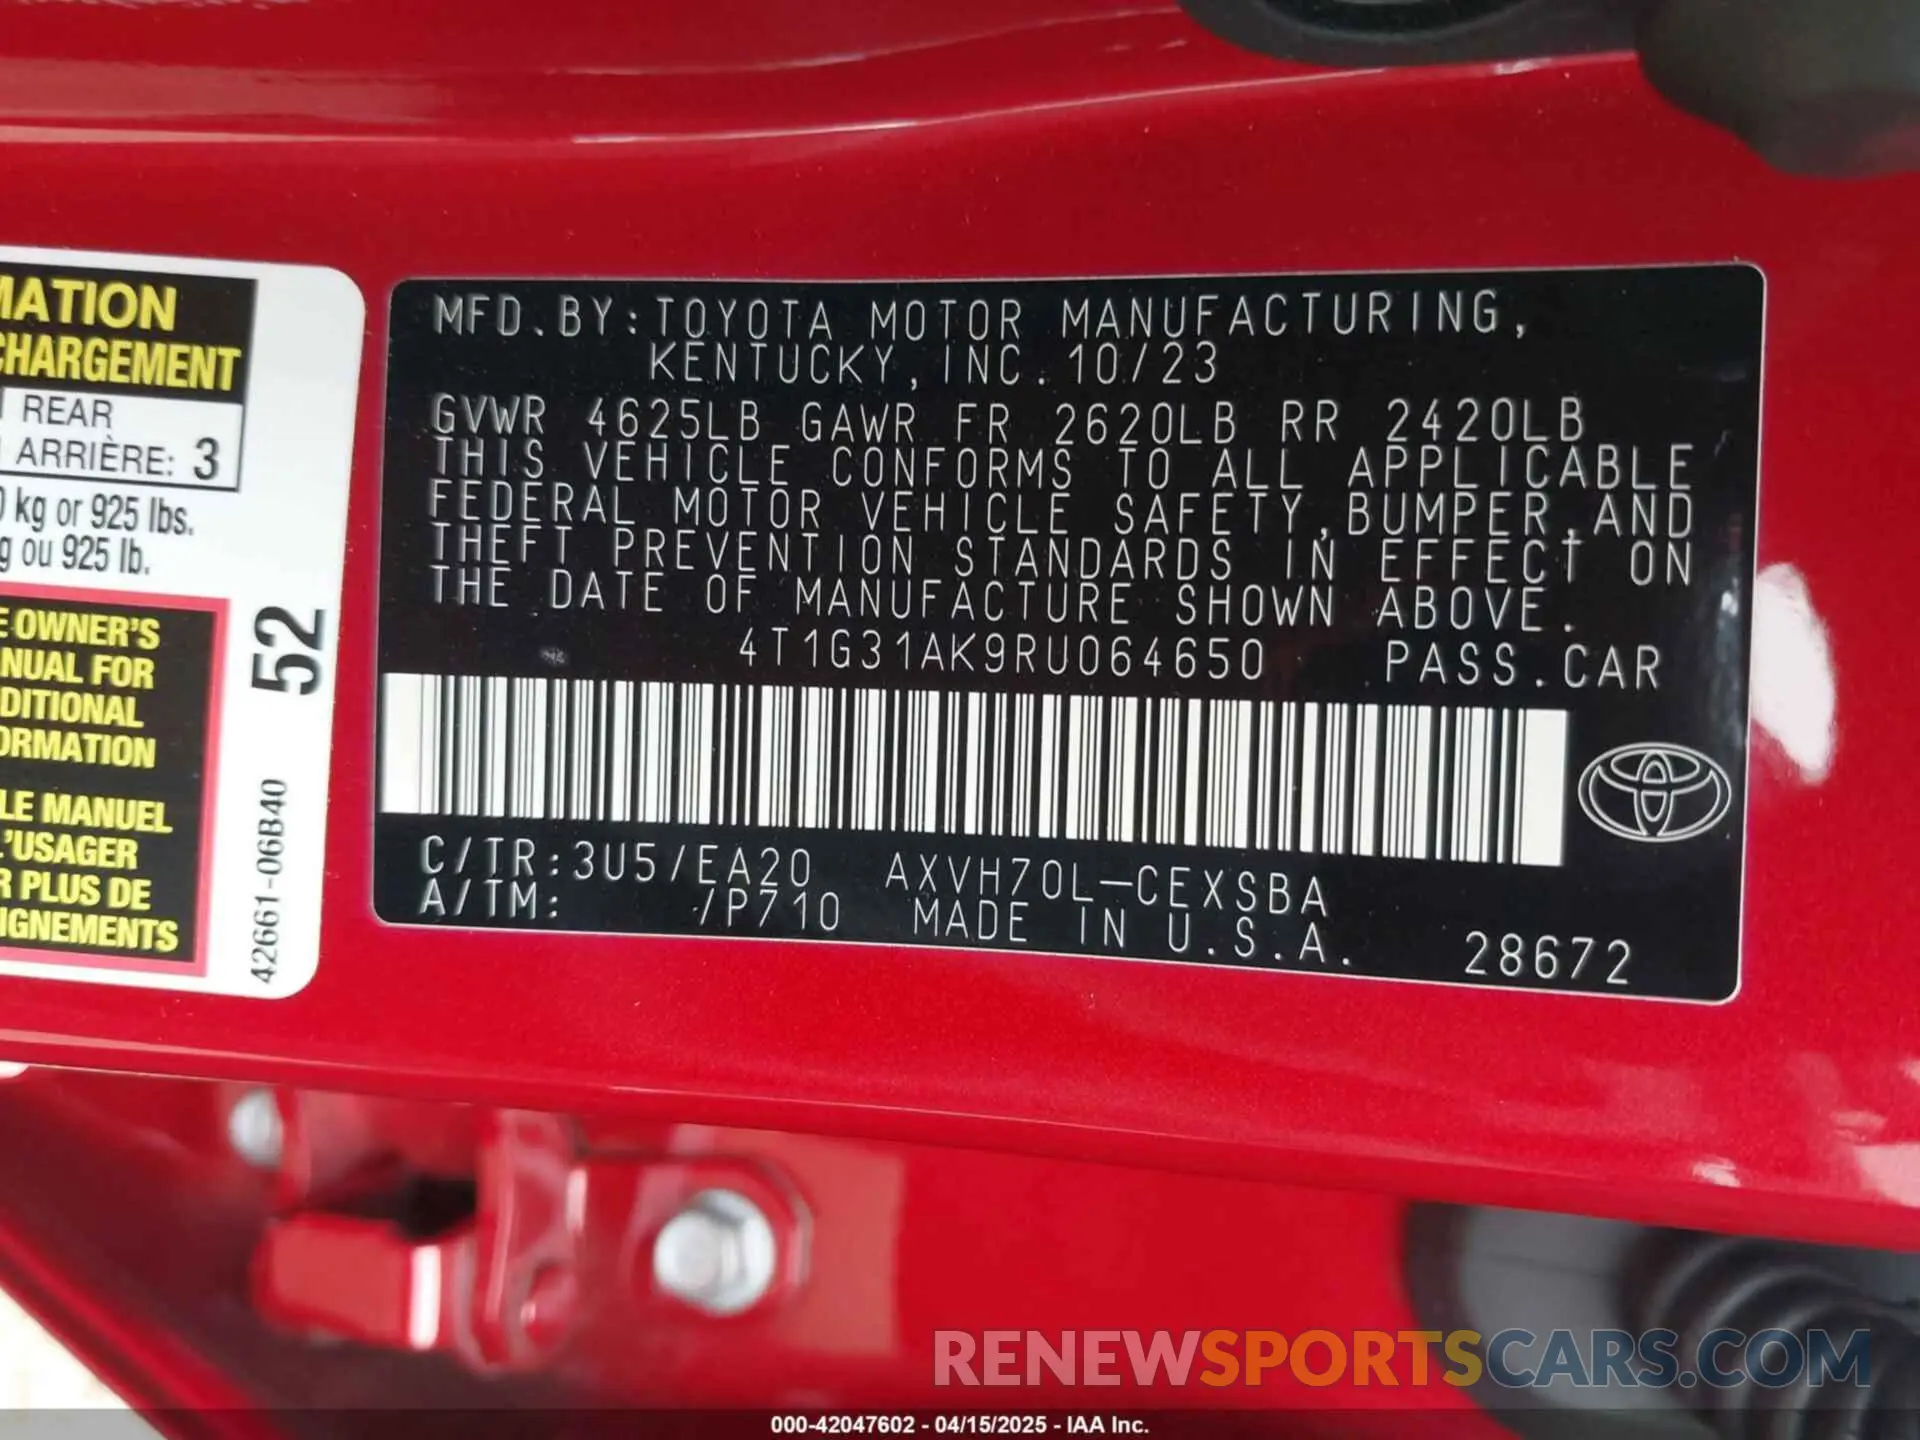 MATION
CHARGEMENT
REAR
ARRIÈRE: 3
kg or 925 lbs.
ou 925 lb.
OWNER'S
MANUAL FOR
DITIONAL
ORMATION
LE MANUEL
L'USAGER
R PLUS DE
IGNEMENTS
52
42661-06B40
MFD.BY:TOYOTA MOTOR MANUFACTURING,
KENTUCKY,INC.10/23
GVWR 4625LB GAWR FR 2620LB RR 2420LB
THIS VEHICLE CONFORMS TO ALL APPLICABLE
FEDERAL MOTOR VEHICLE SAFETY,BUMPER,AND
THEFT PREVENTION STANDARDS IN EFFECT ON
THE DATE OF MANUFACTURE SHOWN ABOVE.
4T1G31AK9RU064650 PASS.CAR
C/TR:3U5/EA20 AXVH70L-CEXSBA
A/TM: /P710 MADE IN U.S.A. 28672
RENEWSPORTSCARS.COM
000-42047602 - 04/15/2025 - IAA Inc.